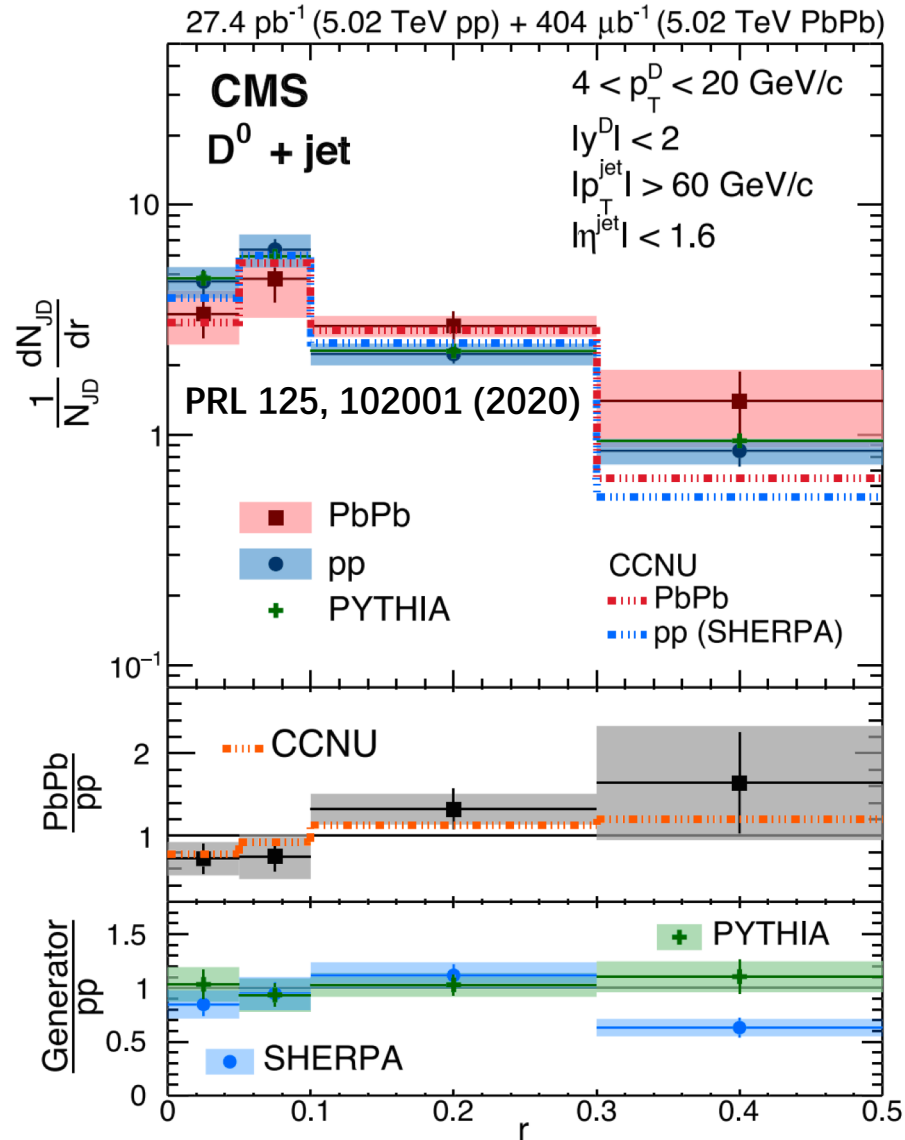 27.4 pb⁻¹ (5.02 TeV pp) + 404 μb⁻¹ (5.02 TeV PbPb)
CMS
D⁰ + jet
4 < p_T^D < 20 GeV/c
|y^D| < 2
|p_T^jet| > 60 GeV/c
|η^jet| < 1.6
10
1
10⁻¹
1/N_JD dN_JD/dr
PRL 125, 102001 (2020)
PbPb
pp
PYTHIA
CCNU
PbPb
pp (SHERPA)
PbPb/pp
2
1
CCNU
Generator/pp
1.5
1
0.5
0
PYTHIA
SHERPA
0 0.1 0.2 0.3 0.4 0.5
r